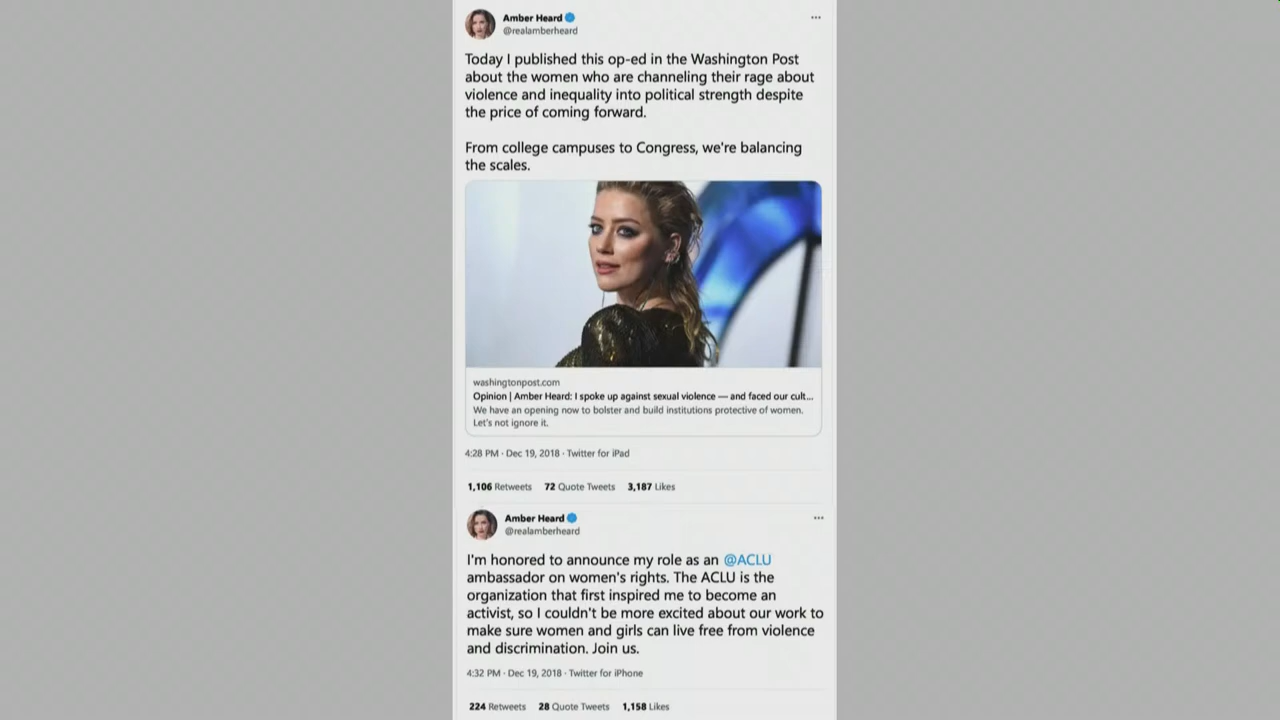 Amber Heard
@realamberheard
Today I published this op-ed in the Washington Post
about the women who are channeling their rage about
violence and inequality into political strength despite
the price of coming forward.
From college campuses to Congress, we're balancing
the scales.
washingtonpost.com
Opinion | Amber Heard: I spoke up against sexual violence — and faced our cult...
We have an opening now to bolster and build institutions protective of women.
Let's not ignore it.
4:28 PM · Dec 19, 2018 · Twitter for iPad
1,106 Retweets 72 Quote Tweets 3,187 Likes
Amber Heard
@realamberheard
I'm honored to announce my role as an @ACLU
ambassador on women's rights. The ACLU is the
organization that first inspired me to become an
activist, so I couldn't be more excited about our work to
make sure women and girls can live free from violence
and discrimination. Join us.
4:32 PM · Dec 19, 2018 · Twitter for iPhone
224 Retweets 28 Quote Tweets 1,158 Likes